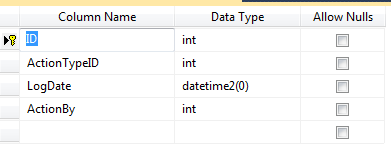 Column Name Data Type Allow Nulls
ID int
ActionTypeID int
LogDate datetime2(0)
ActionBy int